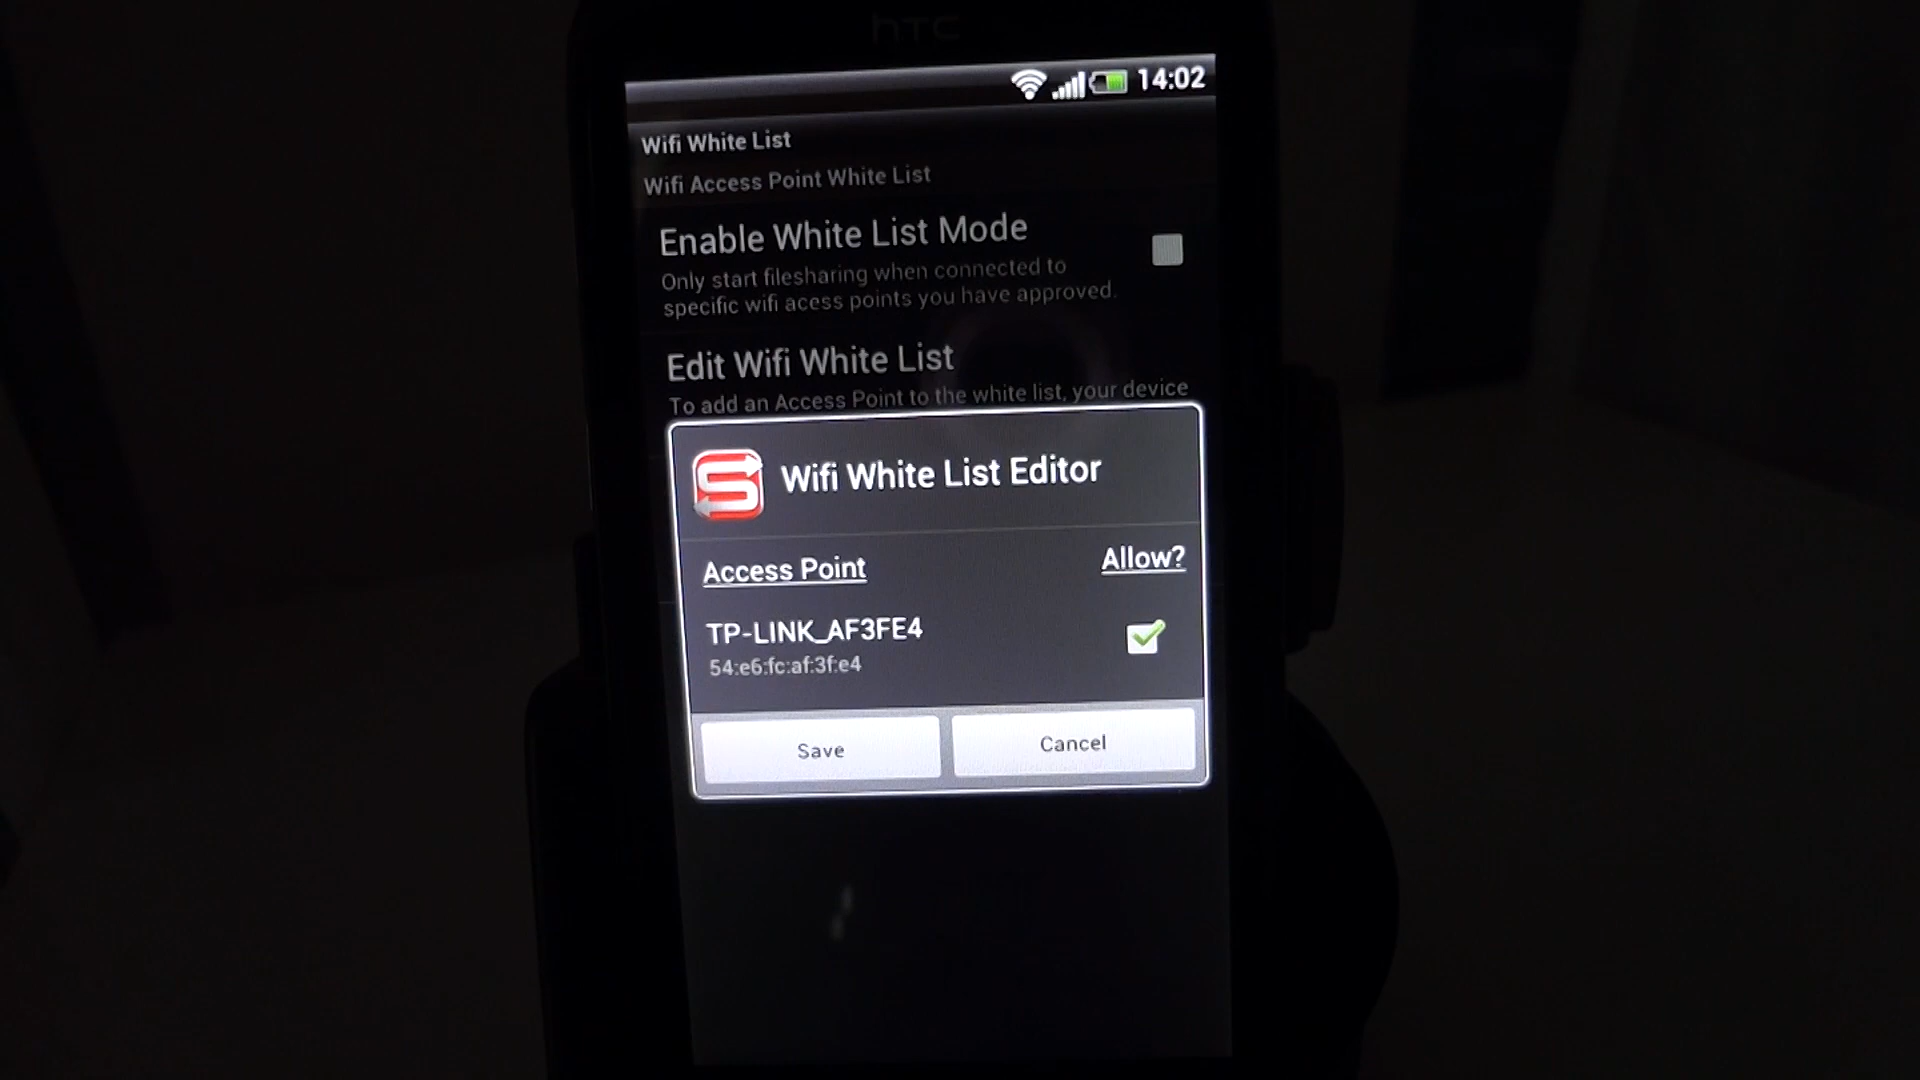 hTC
14:02
Wifi White List
Wifi Access Point White List
Enable White List Mode
Only start filesharing when connected to
specific wifi acess points you have approved.
Edit Wifi White List
To add an Access Point to the white list, your device
Wifi White List Editor
Access Point Allow?
TP-LINK_AF3FE4
54:e6:fc:af:3f:e4
Save Cancel